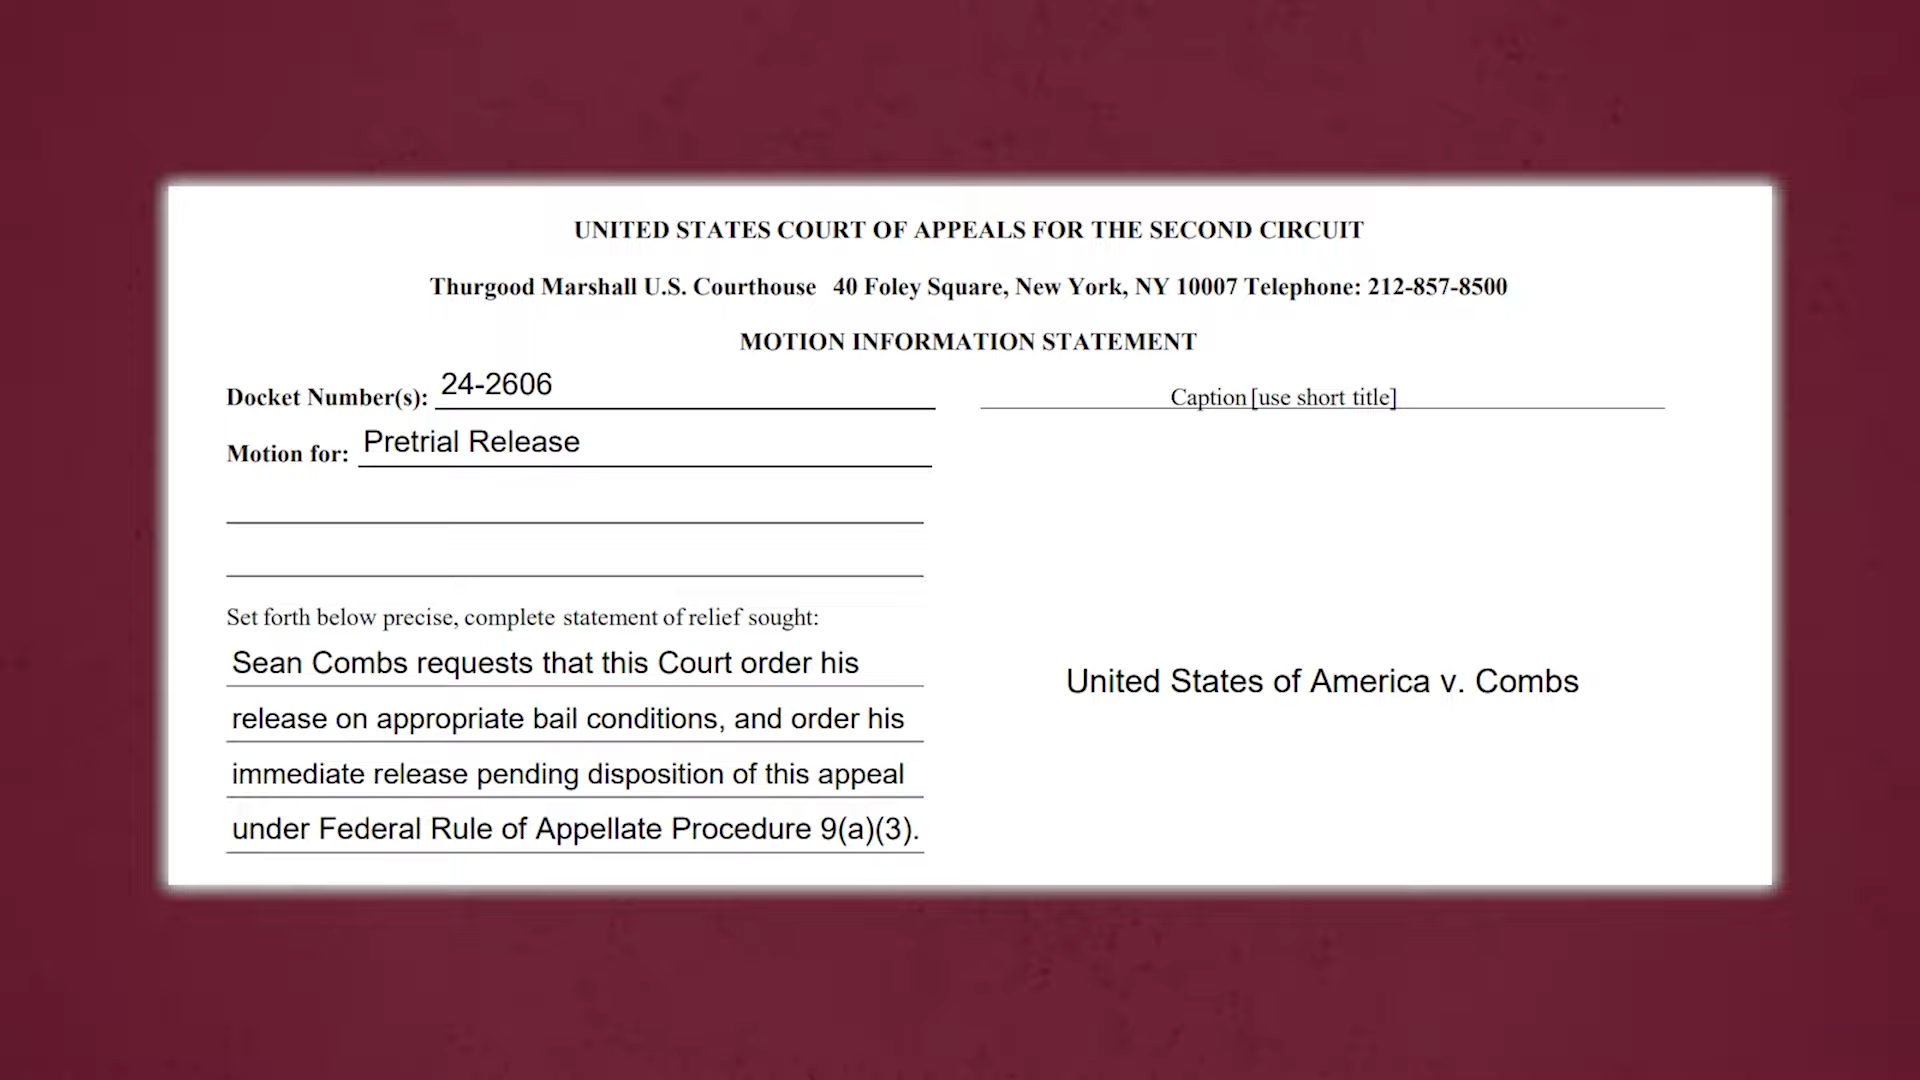 UNITED STATES COURT OF APPEALS FOR THE SECOND CIRCUIT
Thurgood Marshall U.S. Courthouse 40 Foley Square, New York, NY 10007 Telephone: 212-857-8500
MOTION INFORMATION STATEMENT
Docket Number(s): 24-2606
Caption [use short title]
Motion for: Pretrial Release
Set forth below precise, complete statement of relief sought:
Sean Combs requests that this Court order his
release on appropriate bail conditions, and order his
immediate release pending disposition of this appeal
under Federal Rule of Appellate Procedure 9(a)(3).
United States of America v. Combs